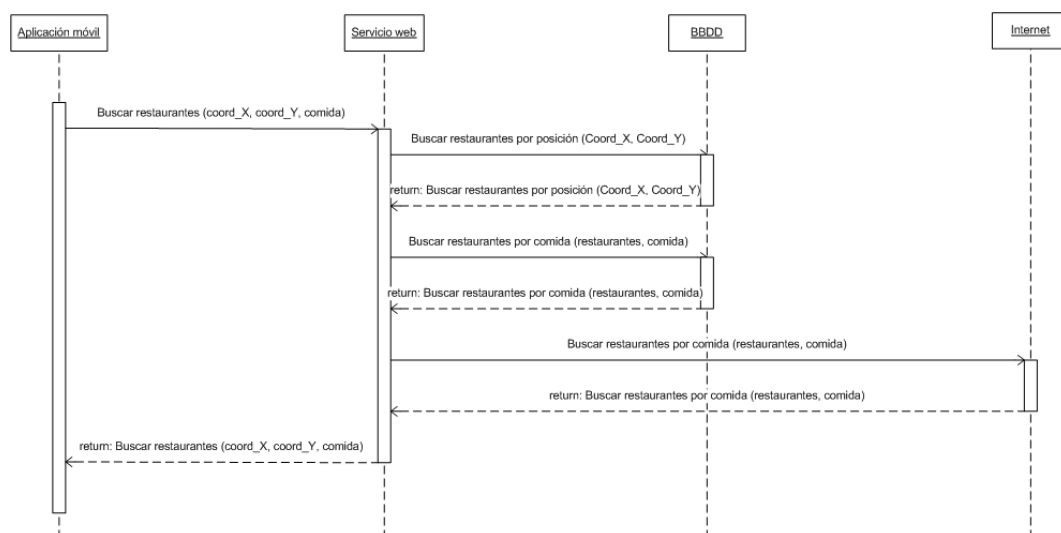 Aplicación móvil
Servicio web
BBDD
Internet
Buscar restaurantes (coord_X, coord_Y, comida)
Buscar restaurantes por posición (Coord_X, Coord_Y)
return: Buscar restaurantes por posición (Coord_X, Coord_Y)
Buscar restaurantes por comida (restaurantes, comida)
return: Buscar restaurantes por comida (restaurantes, comida)
Buscar restaurantes por comida (restaurantes, comida)
return: Buscar restaurantes por comida (restaurantes, comida)
return: Buscar restaurantes (coord_X, coord_Y, comida)